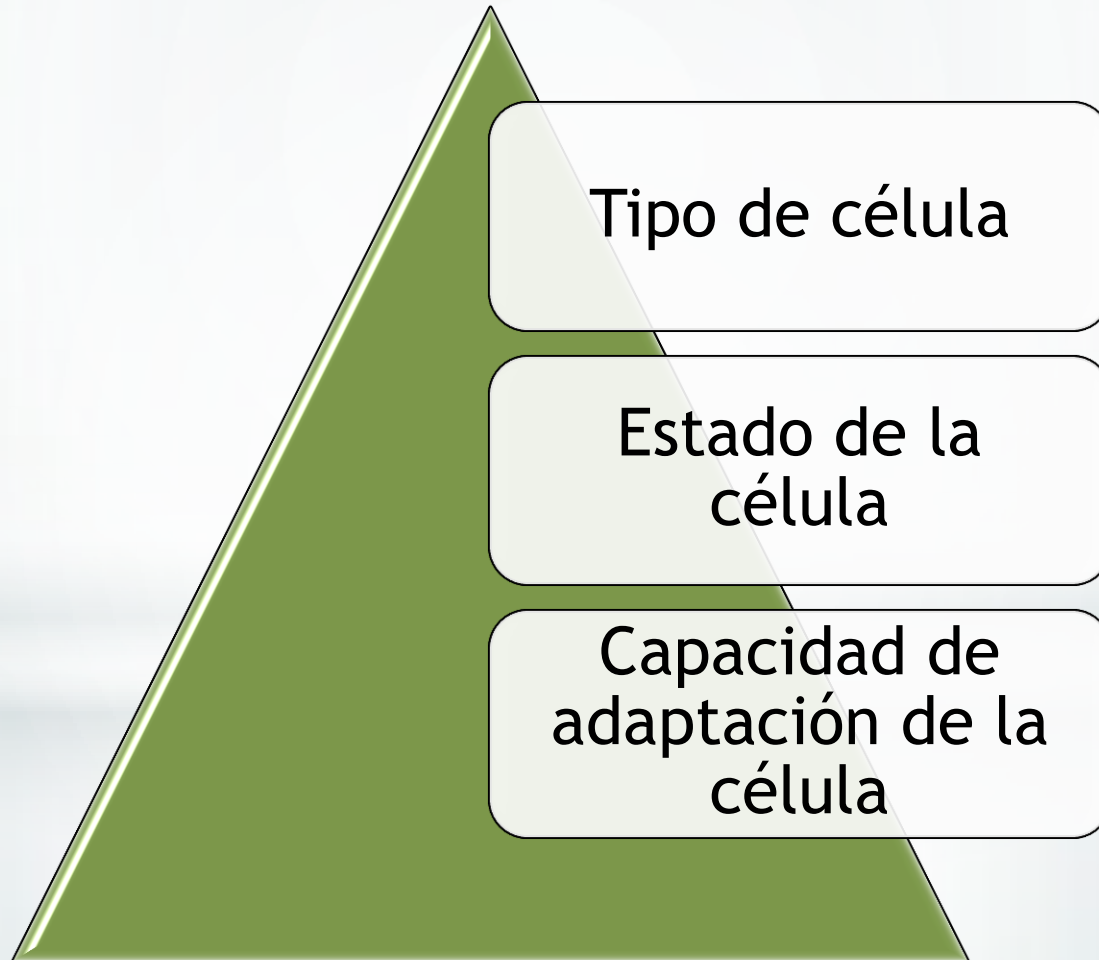 Tipo de célula
Estado de la
célula
Capacidad de
adaptación de la
célula